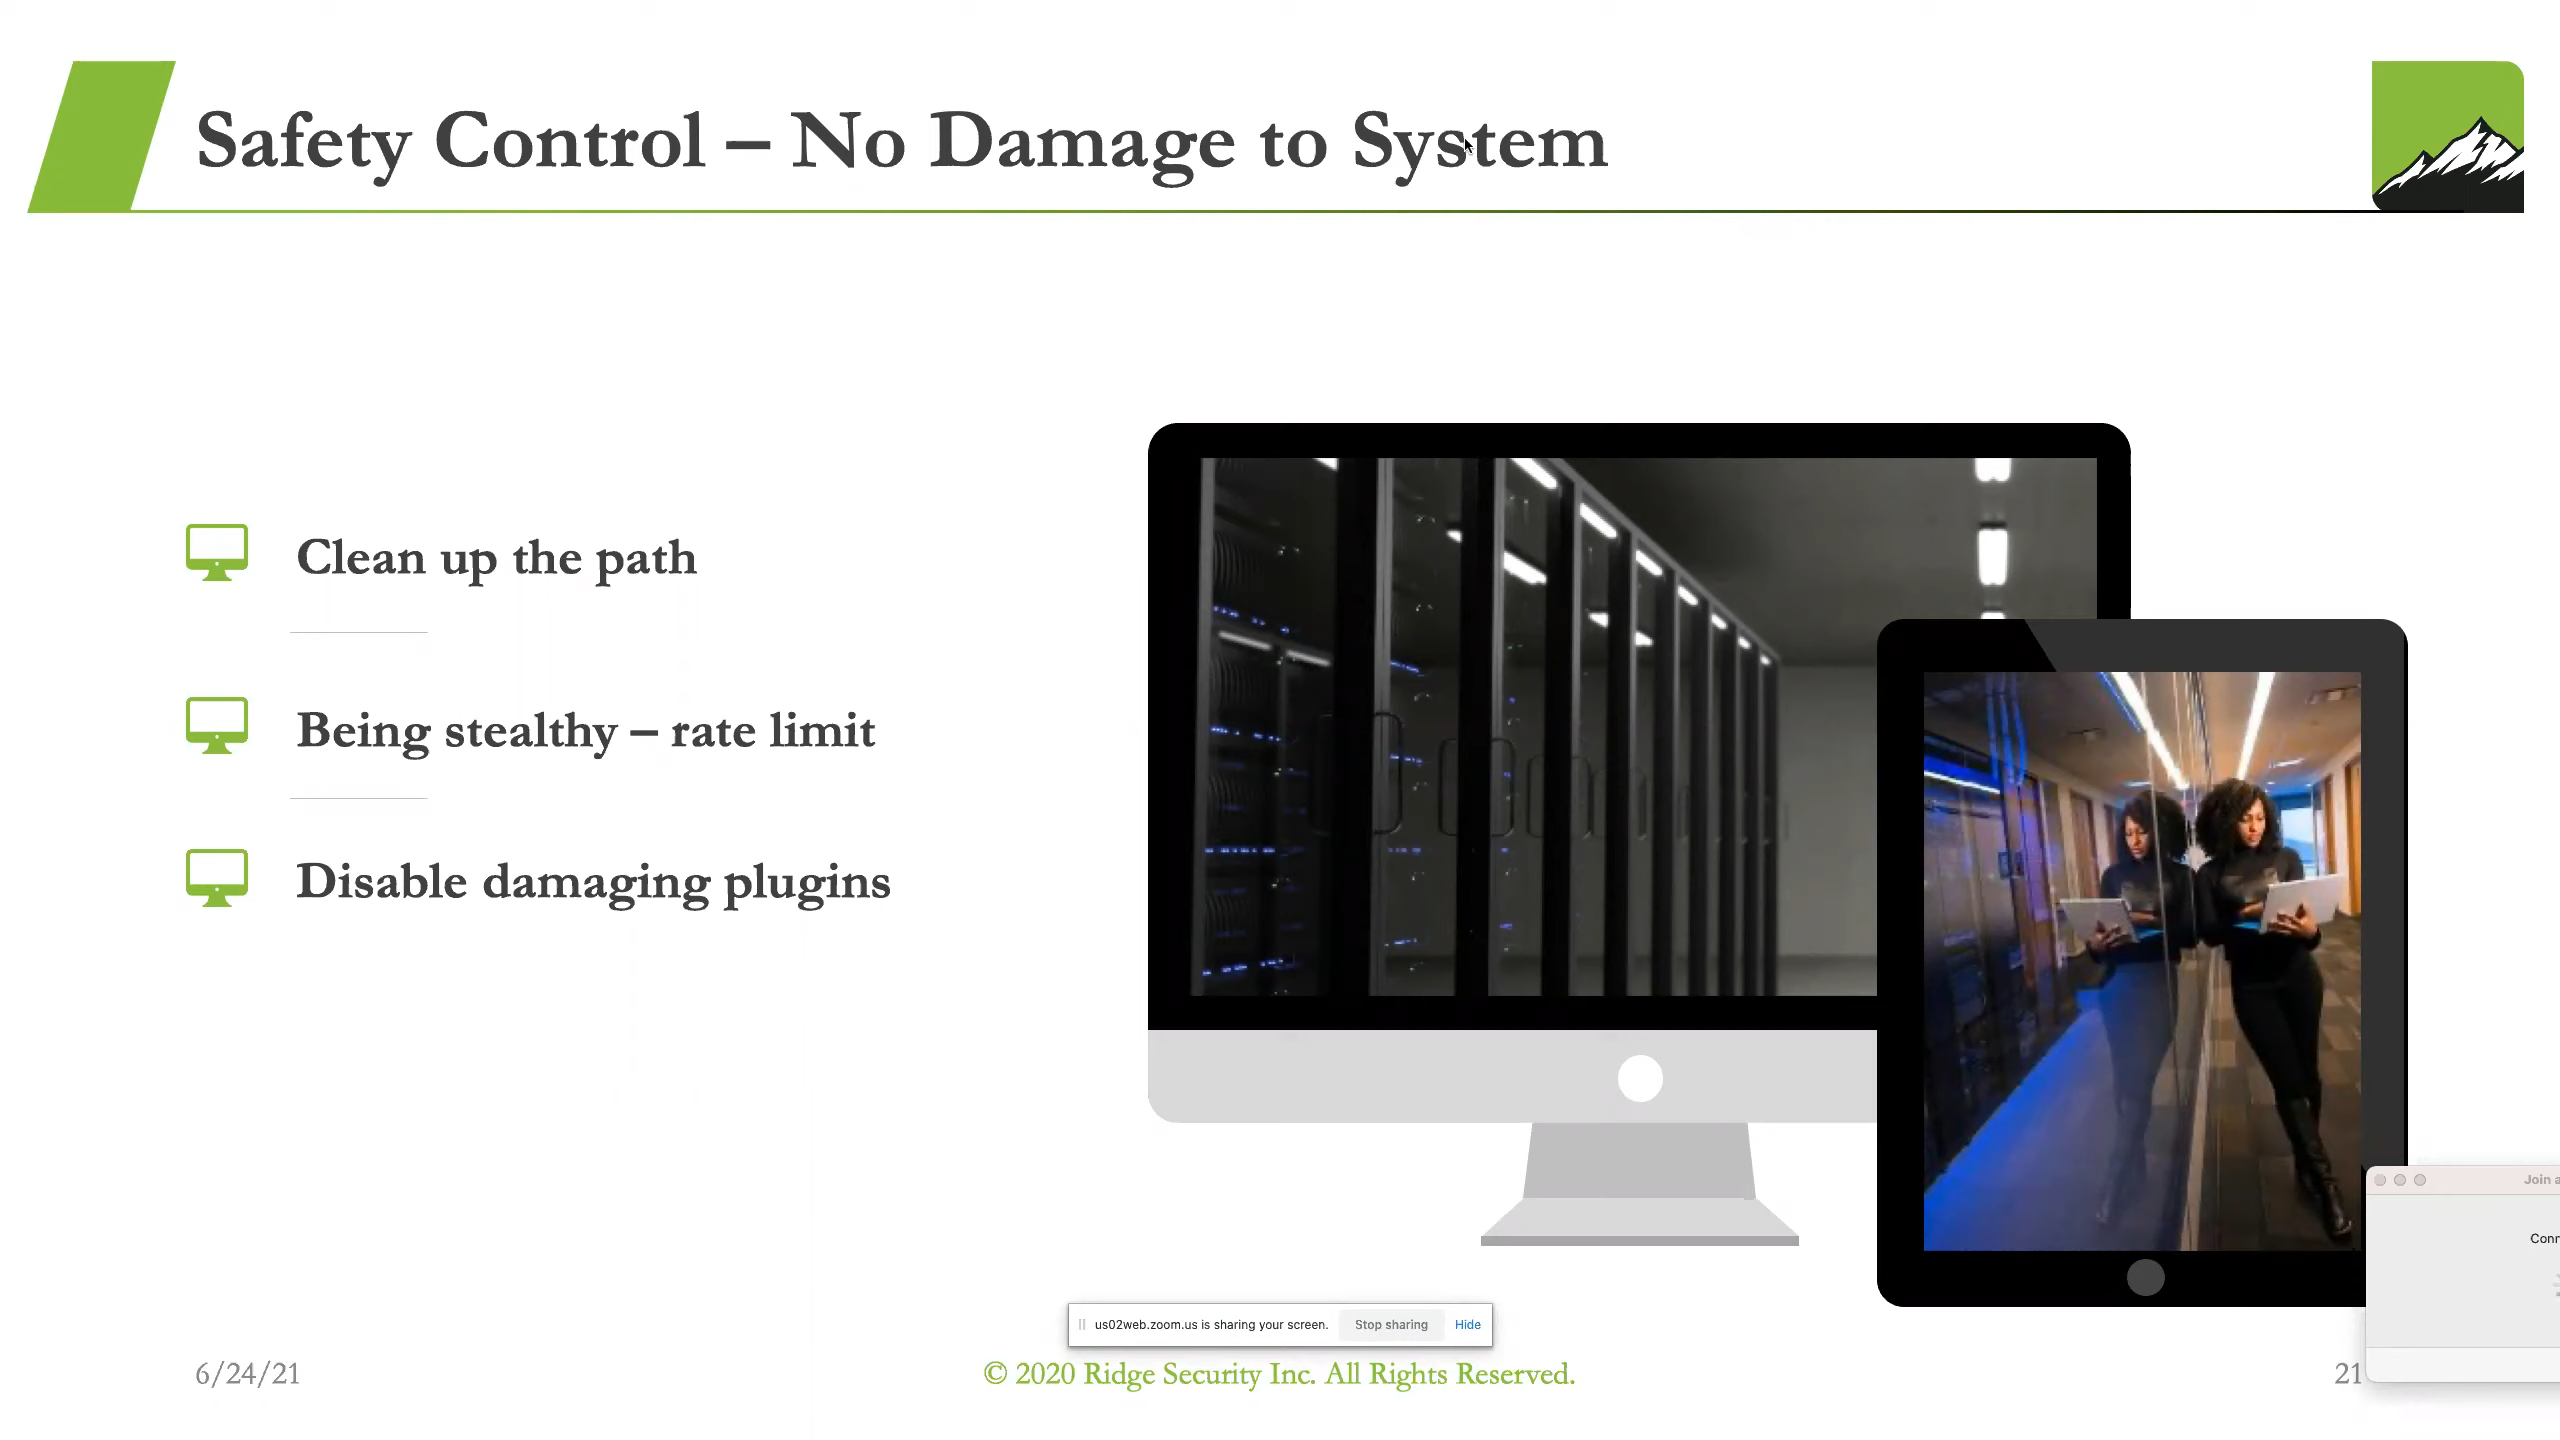 Safety Control – No Damage to System
Clean up the path
Being stealthy – rate limit
Disable damaging plugins
Join a
Conn
us02web.zoom.us is sharing your screen. Stop sharing Hide
6/24/21
© 2020 Ridge Security Inc. All Rights Reserved.
21